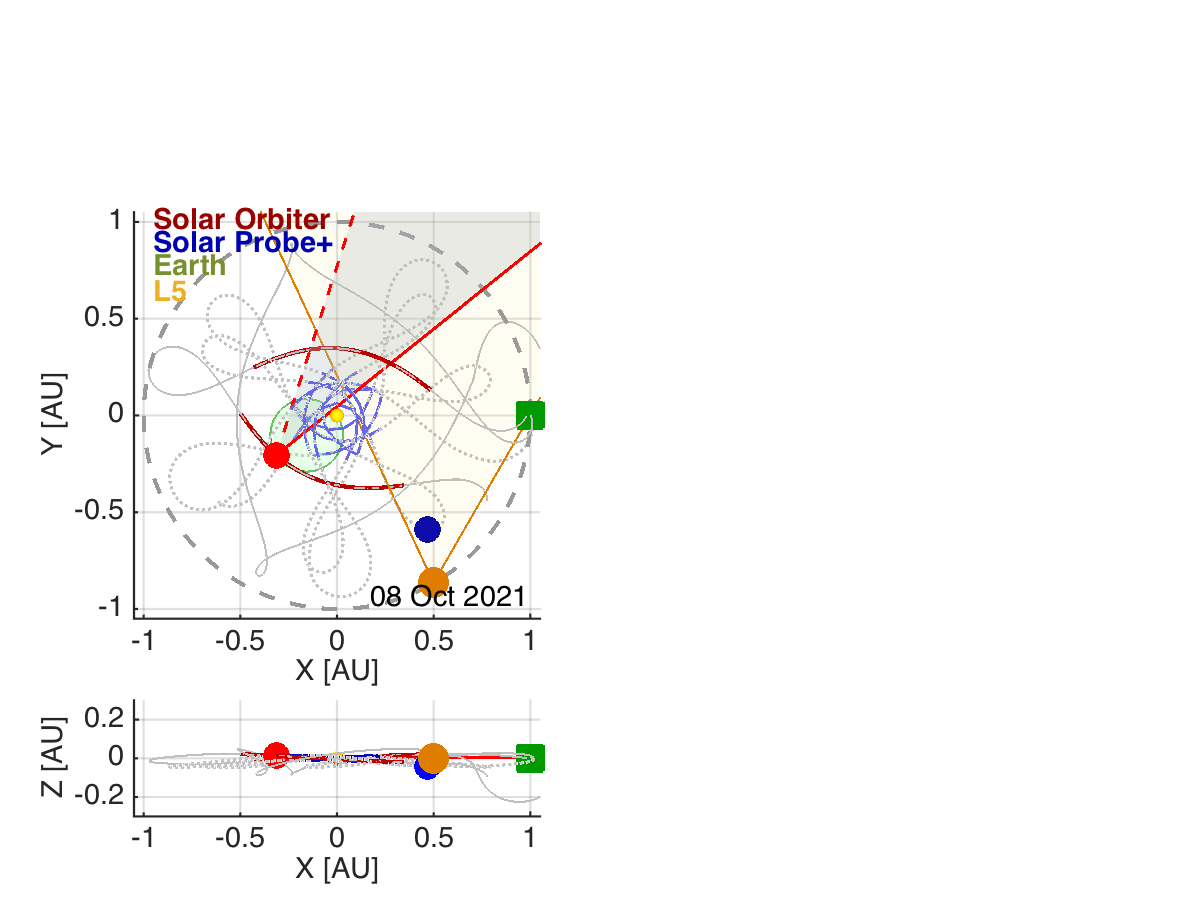 Solar Orbiter
Solar Probe+
Earth
L5
1
0.5
0
-0.5
-1
Y [AU]
08 Oct 2021
-1 -0.5 0 0.5 1
X [AU]
0.2
0
-0.2
Z [AU]
-1 -0.5 0 0.5 1
X [AU]